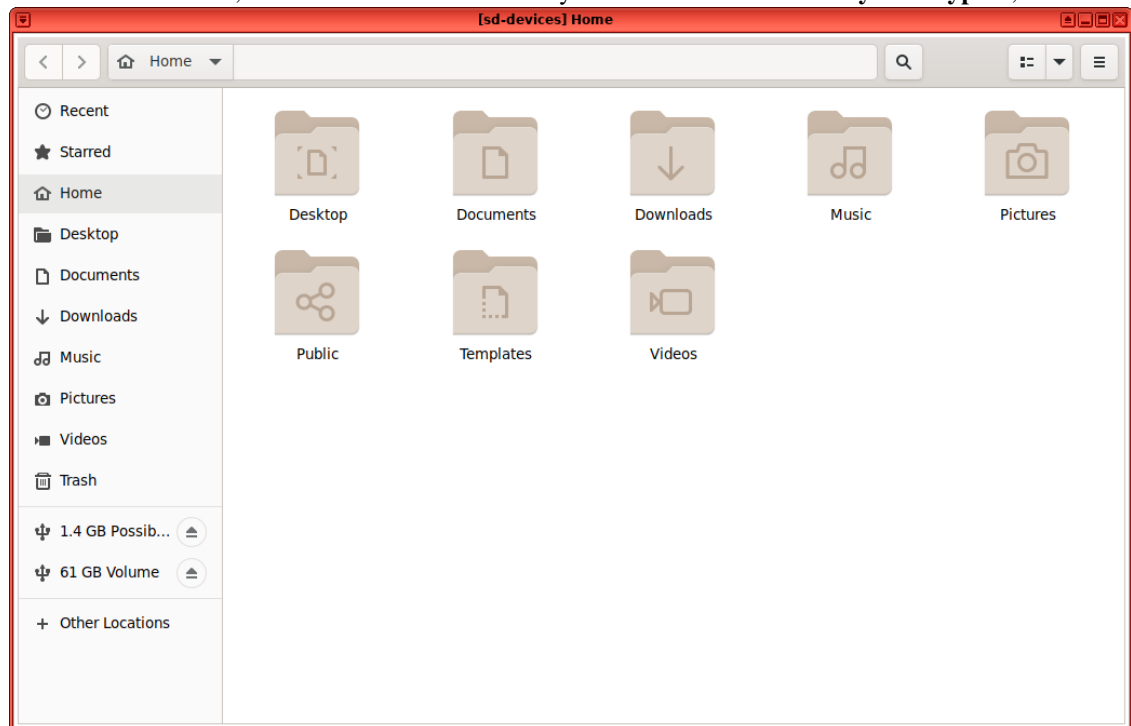 [sd-devices] Home
Home
Recent
Starred
Home
Desktop
Documents
Downloads
Music
Pictures
Videos
Trash
1.4 GB Possib...
61 GB Volume
+ Other Locations
Desktop Documents Downloads Music Pictures
Public Templates Videos